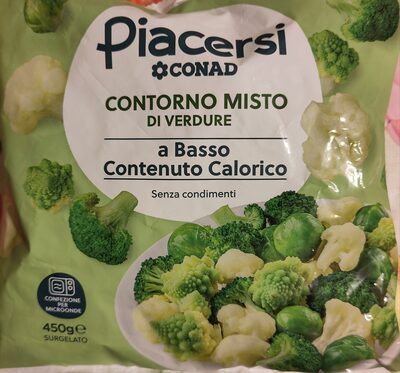 Piacersi
CONAD
CONTORNO MISTO
DI VERDURE
a Basso
Contenuto Calorico
Senza condimenti
CONFEZIONE
PER
MICROONDE
450g℮
SURGELATO